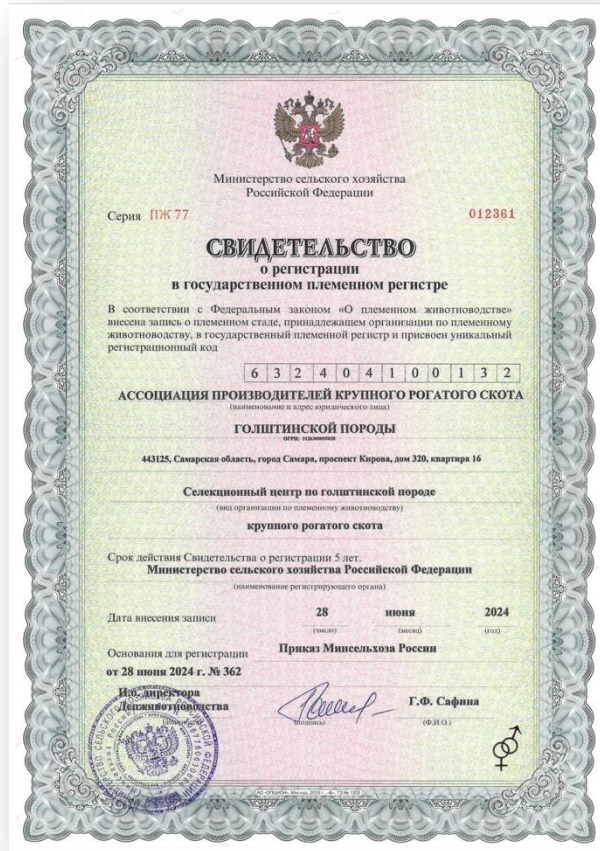 Министерство сельского хозяйства
Российской Федерации
Серия ПЖ 77 012361
СВИДЕТЕЛЬСТВО
о регистрации
в государственном племенном регистре
В соответствии с Федеральным законом «О племенном животноводстве»
внесена запись о племенном стаде, принадлежащем организации по племенному
животноводству, в государственный племенной регистр и присвоен уникальный
регистрационный код
6 3 2 4 0 4 1 0 0 1 3 2
АССОЦИАЦИЯ ПРОИЗВОДИТЕЛЕЙ КРУПНОГО РОГАТОГО СКОТА
(наименование и адрес юридического лица)
ГОЛШТИНСКОЙ ПОРОДЫ
ОГРН:
443125, Самарская область, город Самара, проспект Кирова, дом 320, квартира 16
Селекционный центр по голштинской породе
(вид организации по племенному животноводству)
крупного рогатого скота
Срок действия Свидетельства о регистрации 5 лет.
Министерство сельского хозяйства Российской Федерации
(наименование регистрирующего органа)
Дата внесения записи 28 июня 2024
(число) (месяц) (год)
Основания для регистрации Приказ Минсельхоза России
от 28 июня 2024 г. № 362
И.о. директора
Депживотноводства Г.Ф. Сафина
(подпись) (Ф.И.О.)